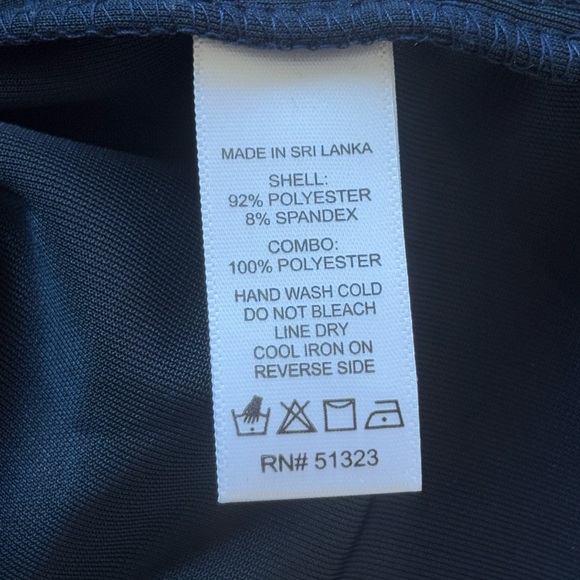 MADE IN SRI LANKA
SHELL:
92% POLYESTER
8% SPANDEX
COMBO:
100% POLYESTER
HAND WASH COLD
DO NOT BLEACH
LINE DRY
COOL IRON ON
REVERSE SIDE
RN# 51323